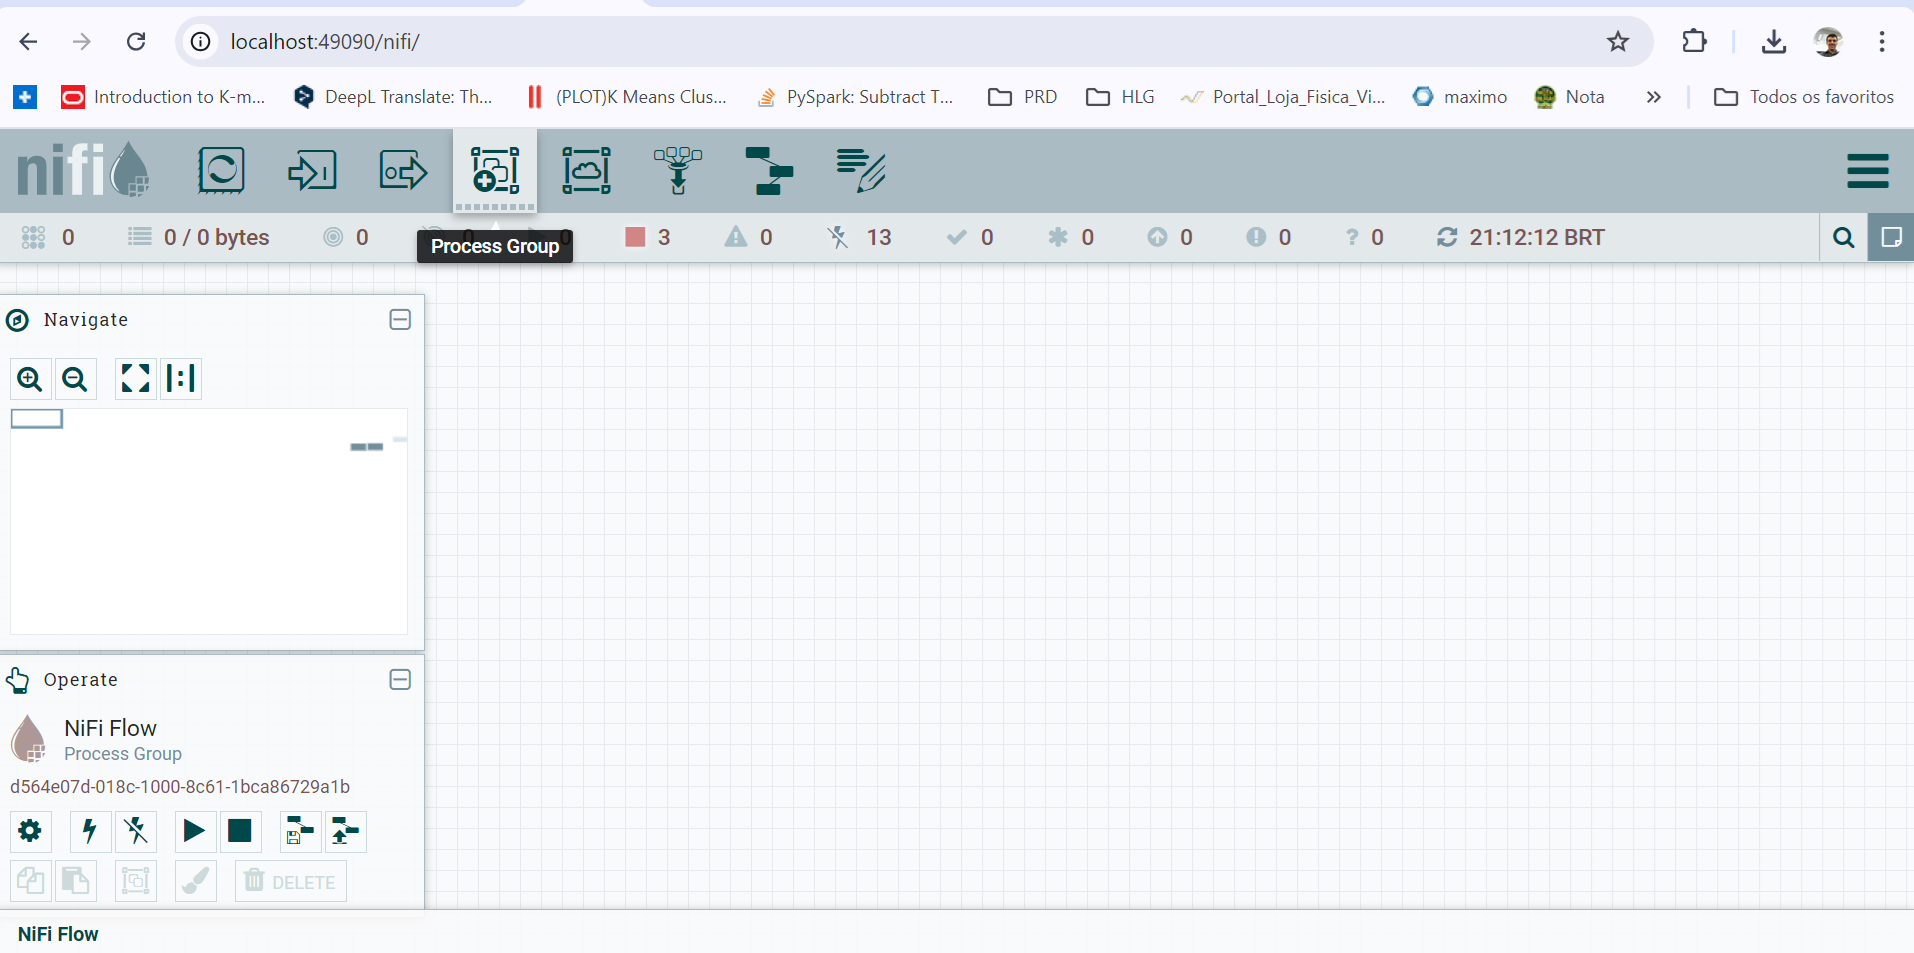 localhost:49090/nifi/
Introduction to K-m... DeepL Translate: Th... (PLOT)K Means Clus... PySpark: Subtract T... PRD HLG Portal_Loja_Fisica_Vi... maximo Nota Todos os favoritos
nifi
0 0 / 0 bytes 0 0 0 3 0 13 0 0 0 0 ? 0 21:12:12 BRT
Process Group
Navigate
Operate
NiFi Flow
Process Group
d564e07d-018c-1000-8c61-1bca86729a1b
DELETE
NiFi Flow